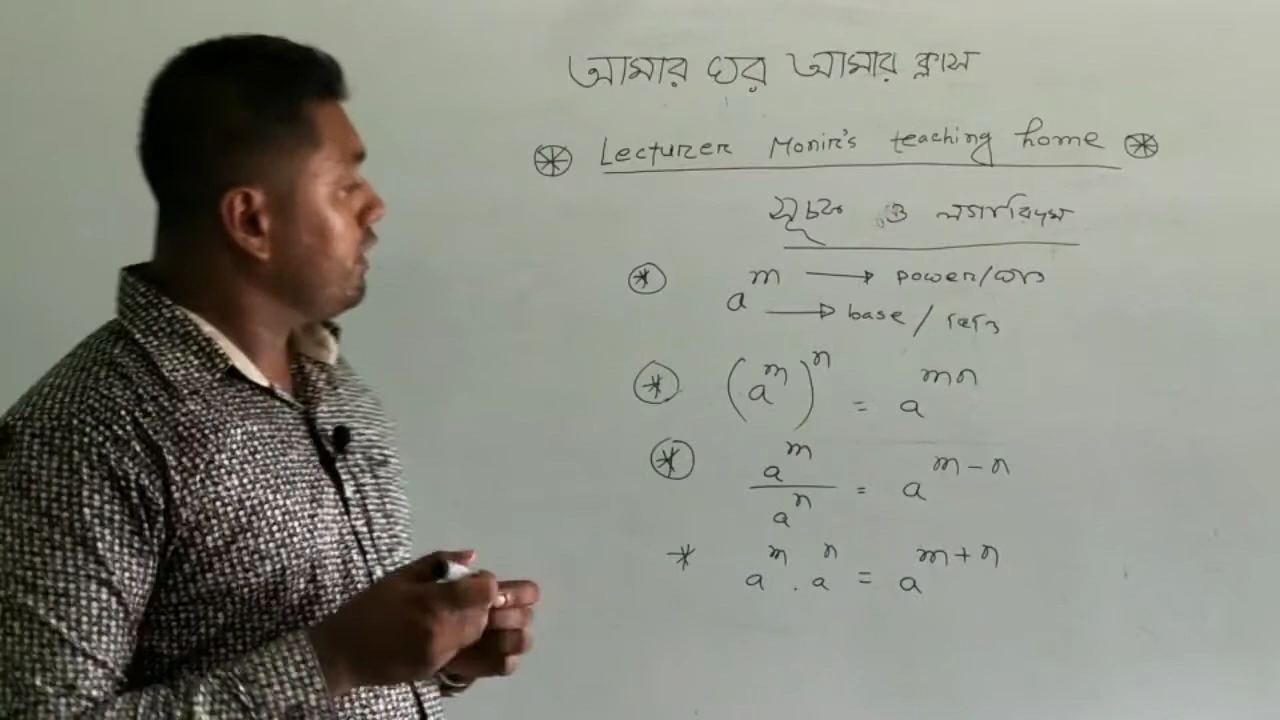 আমার ঘর আমার ক্লাস
Lecturer Monir's teaching home
সূচক ও লগারিদম
* a^m → power/ঘাত
→ base / ভিত্তি
* (a^m)^n = a^{mn}
* a^m / a^n = a^{m-n}
* a^m . a^n = a^{m+n}